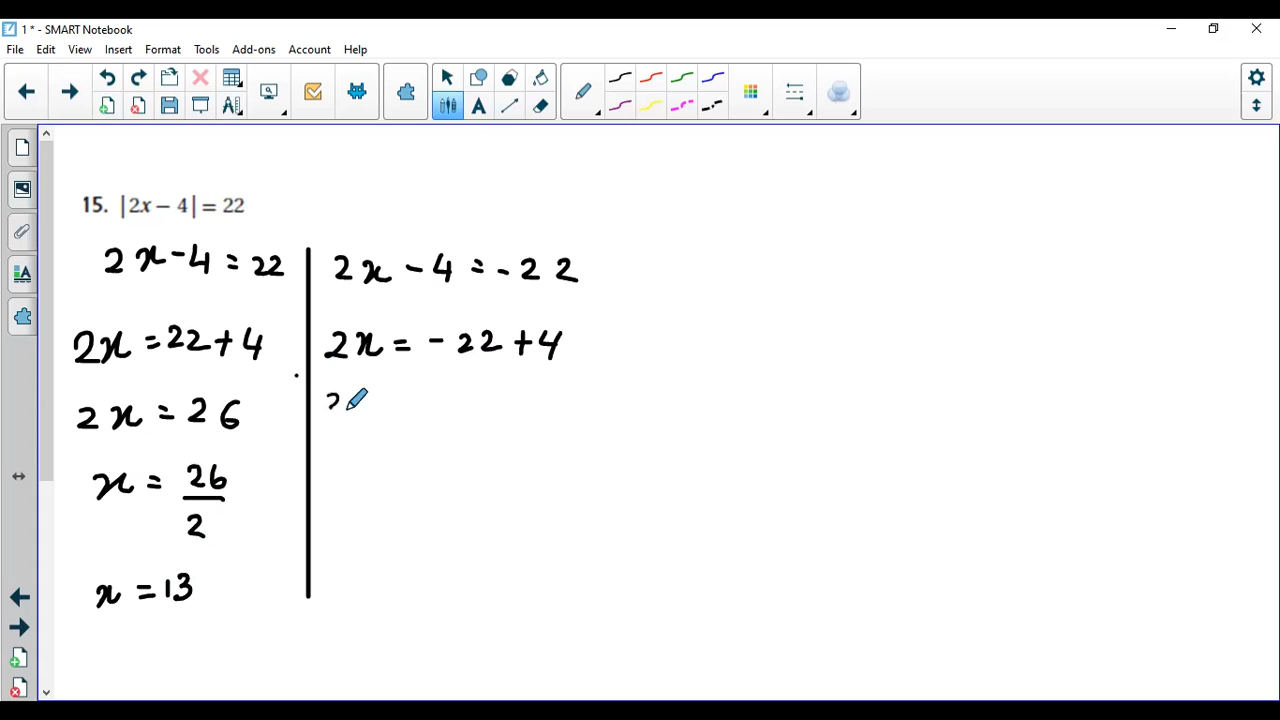 1 * - SMART Notebook
File Edit View Insert Format Tools Add-ons Account Help
15. |2x – 4| = 22
2x - 4 = 22
2x = 22 + 4
2x = 26
x = 26/2
x = 13
2x - 4 = - 22
2x = - 22 + 4
2